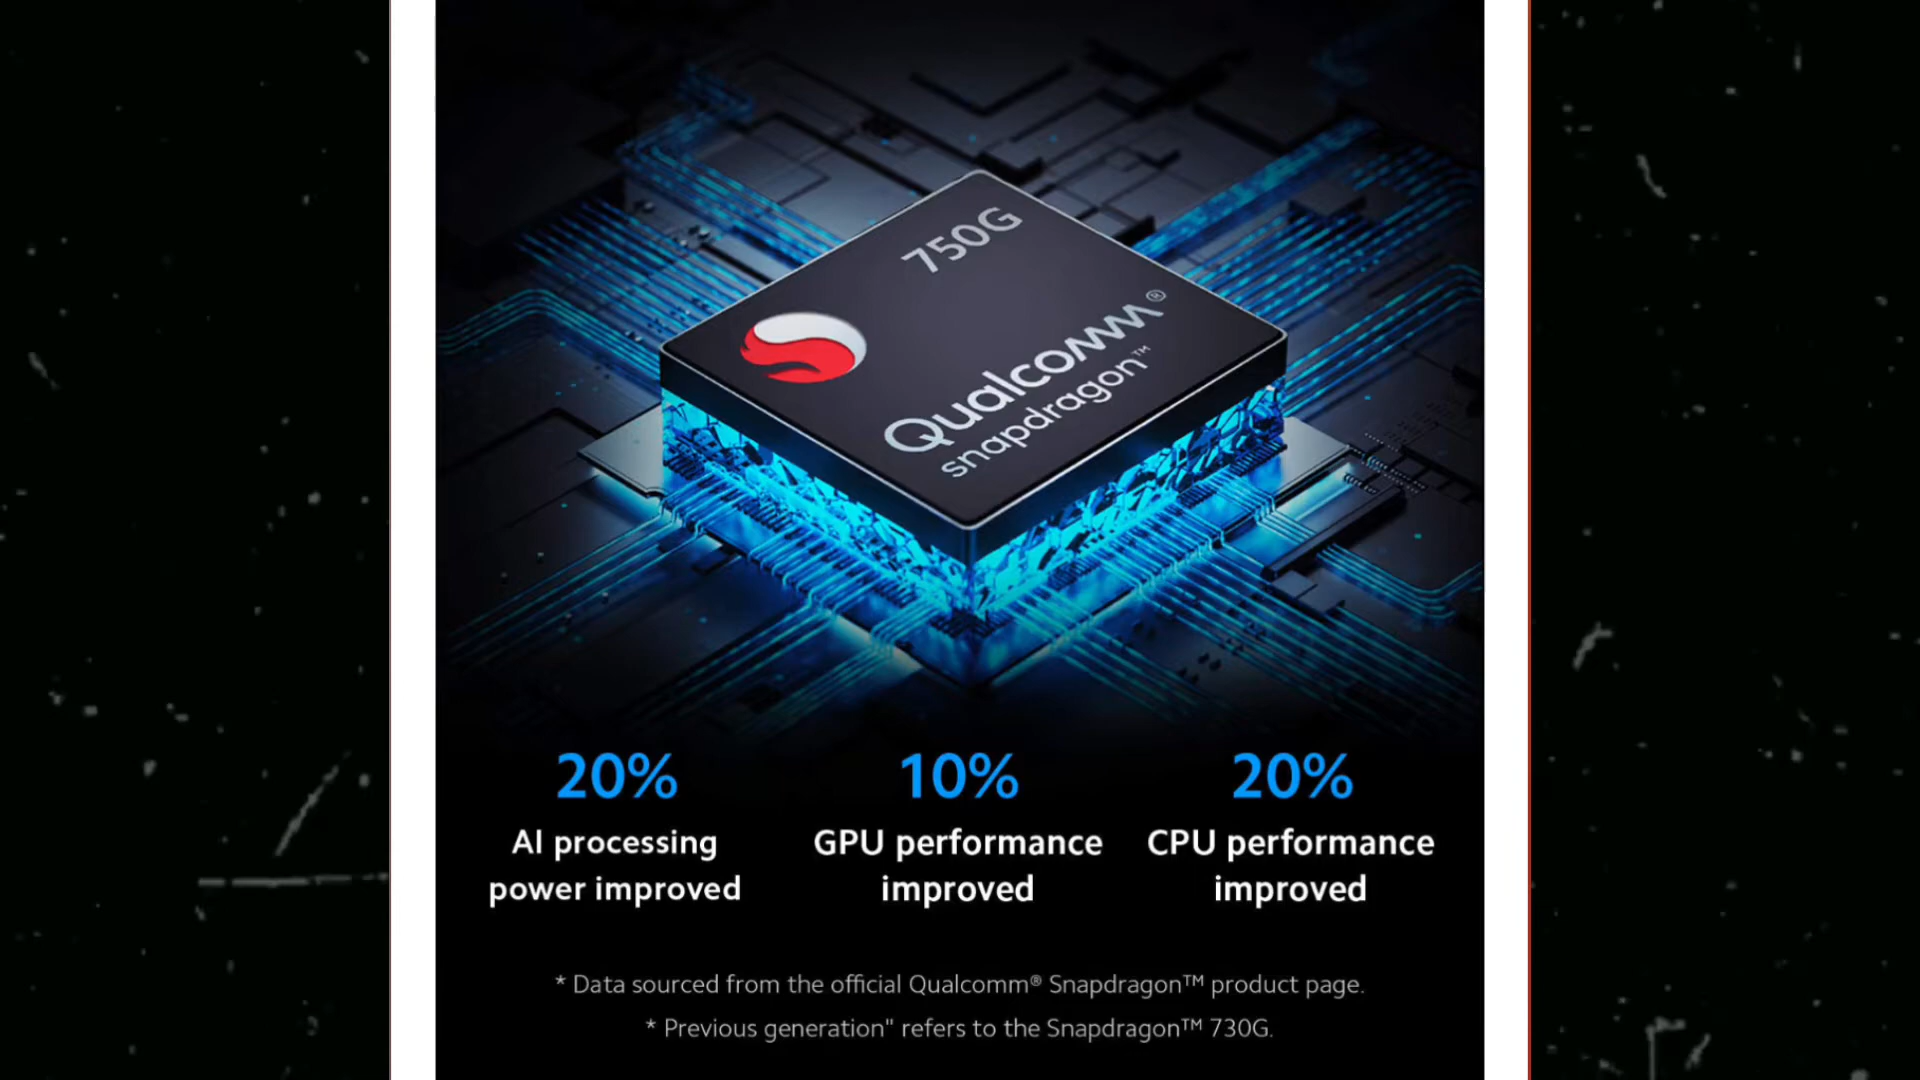 750G
Qualcomm®
snapdragon™
20%
AI processing
power improved
10%
GPU performance
improved
20%
CPU performance
improved
* Data sourced from the official Qualcomm® Snapdragon™ product page.
* Previous generation" refers to the Snapdragon™ 730G.